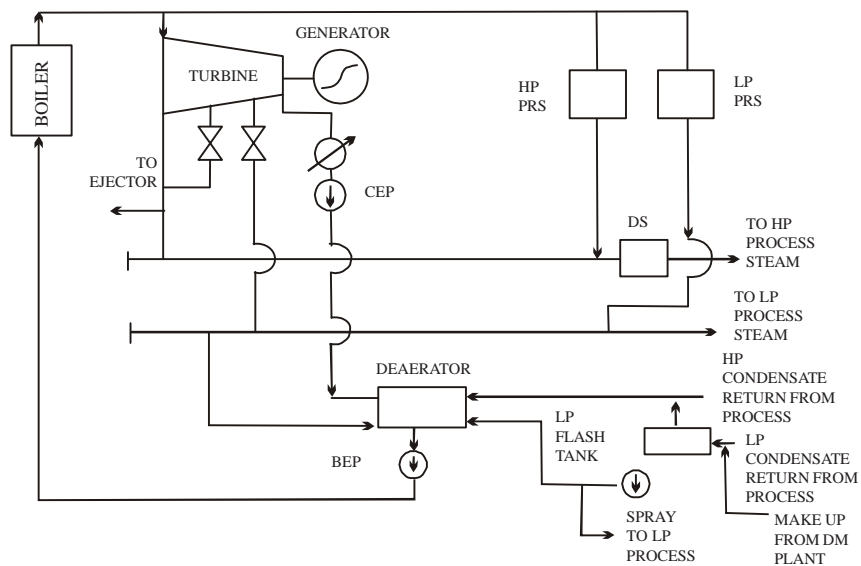 GENERATOR
TURBINE
BOILER
HP
PRS
LP
PRS
TO
EJECTOR
CEP
DS
TO HP
PROCESS
STEAM
TO LP
PROCESS
STEAM
DEAERATOR
HP
CONDENSATE
RETURN FROM
PROCESS
LP
FLASH
TANK
LP
CONDENSATE
RETURN FROM
PROCESS
BEP
SPRAY
TO LP
PROCESS
MAKE UP
FROM DM
PLANT